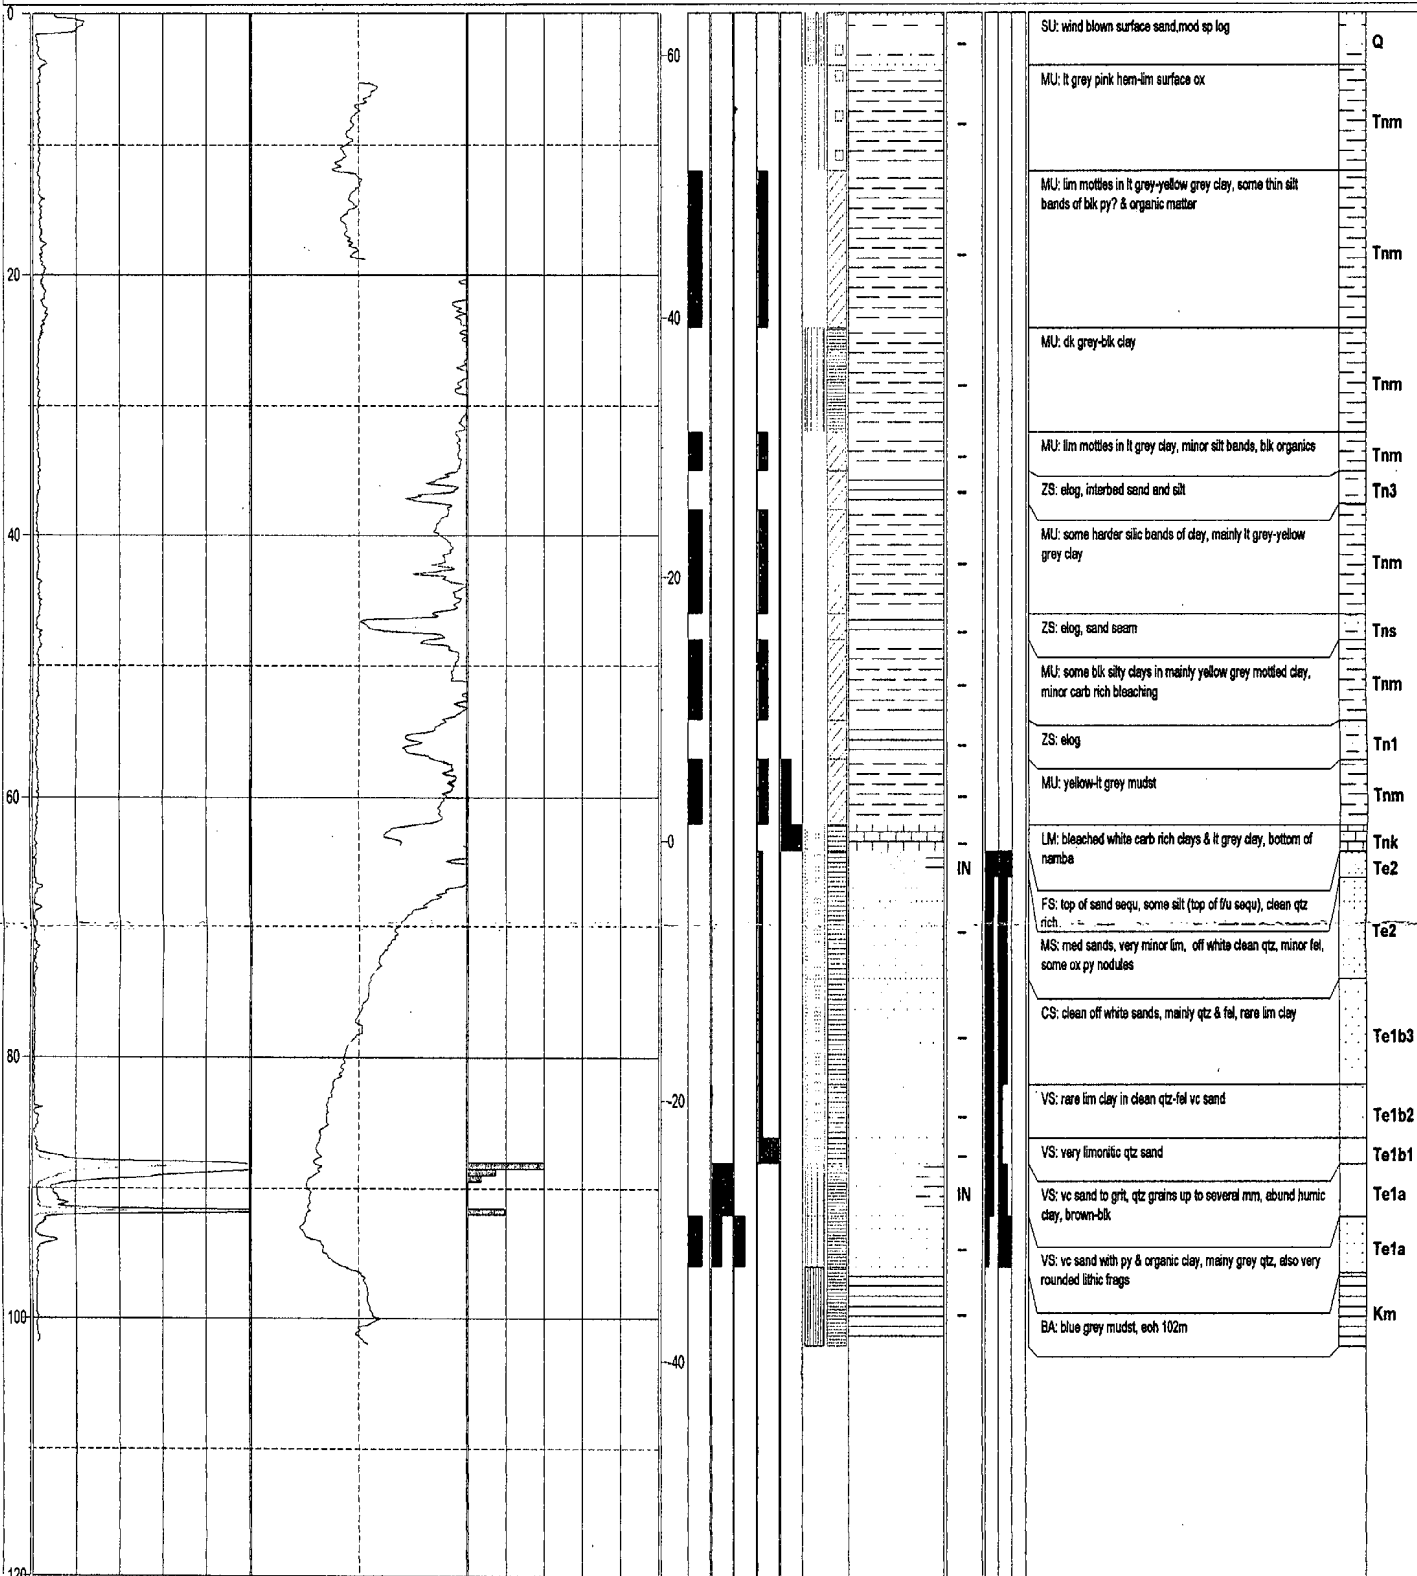 0
20
40
60
80
100
120
60
40
20
0
-20
-40
IN
IN
SU: wind blown surface sand,mod sp log
Q
MU: lt grey pink hem-lim surface ox
Tnm
MU: lim mottles in lt grey-yellow grey clay, some thin silt
bands of blk py? & organic matter
Tnm
MU: dk grey-blk clay
Tnm
MU: lim mottles in lt grey clay, minor silt bands, blk organics
Tnm
ZS: elog, interbed sand and silt
Tn3
MU: some harder silic bands of clay, mainly lt grey-yellow
grey clay
Tnm
ZS: elog, sand seam
Tns
MU: some blk silty clays in mainly yellow grey mottled clay,
minor carb rich bleaching
Tnm
ZS: elog
Tn1
MU: yellow-lt grey mudst
Tnm
LM: bleached white carb rich clays & lt grey clay, bottom of
namba
Tnk
Te2
FS: top of sand sequ, some silt (top of f/u sequ), clean qtz
rich
Te2
MS: med sands, very minor lim, off white clean qtz, minor fel,
some ox py nodules
CS: clean off white sands, mainly qtz & fel, rare lim clay
Te1b3
VS: rare lim clay in clean qtz-fel vc sand
Te1b2
VS: very limonitic qtz sand
Te1b1
VS: vc sand to grit, qtz grains up to several mm, abund humic
clay, brown-blk
Te1a
VS: vc sand with py & organic clay, mainy grey qtz, also very
rounded lithic frags
Te1a
BA: blue grey mudst, eoh 102m
Km